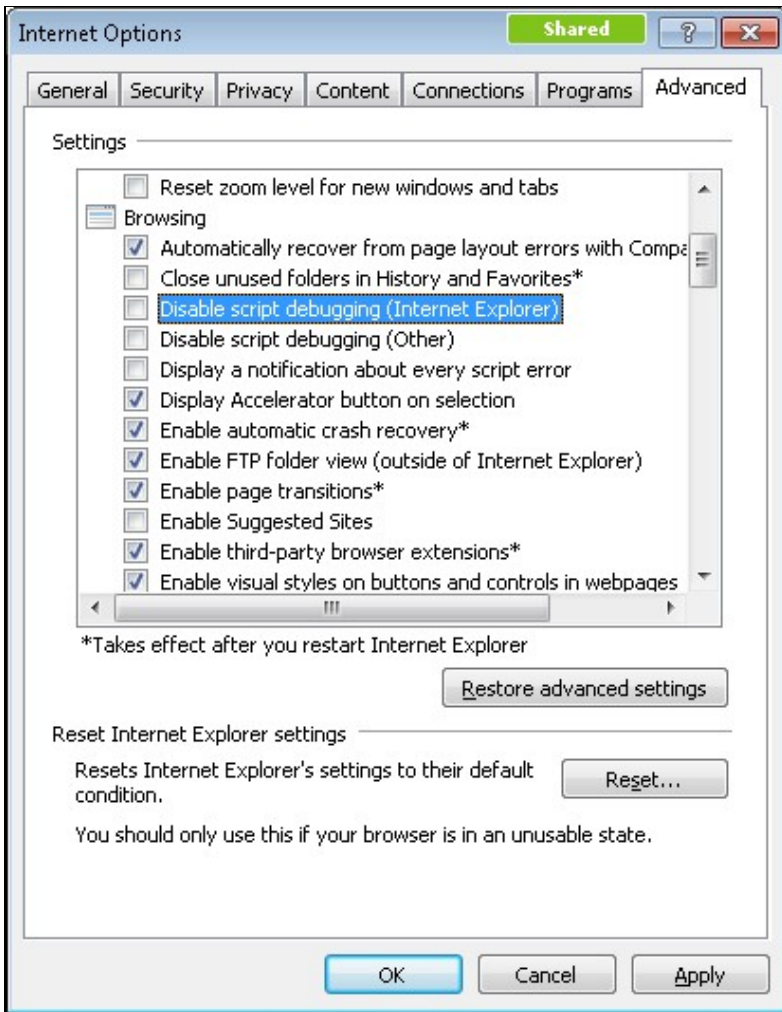 Internet Options
Shared
General Security Privacy Content Connections Programs Advanced
Settings
Reset zoom level for new windows and tabs
Browsing
Automatically recover from page layout errors with Compa
Close unused folders in History and Favorites*
Disable script debugging (Internet Explorer)
Disable script debugging (Other)
Display a notification about every script error
Display Accelerator button on selection
Enable automatic crash recovery*
Enable FTP folder view (outside of Internet Explorer)
Enable page transitions*
Enable Suggested Sites
Enable third-party browser extensions*
Enable visual styles on buttons and controls in webpages
*Takes effect after you restart Internet Explorer
Restore advanced settings
Reset Internet Explorer settings
Resets Internet Explorer's settings to their default
condition.
Reset...
You should only use this if your browser is in an unusable state.
OK Cancel Apply